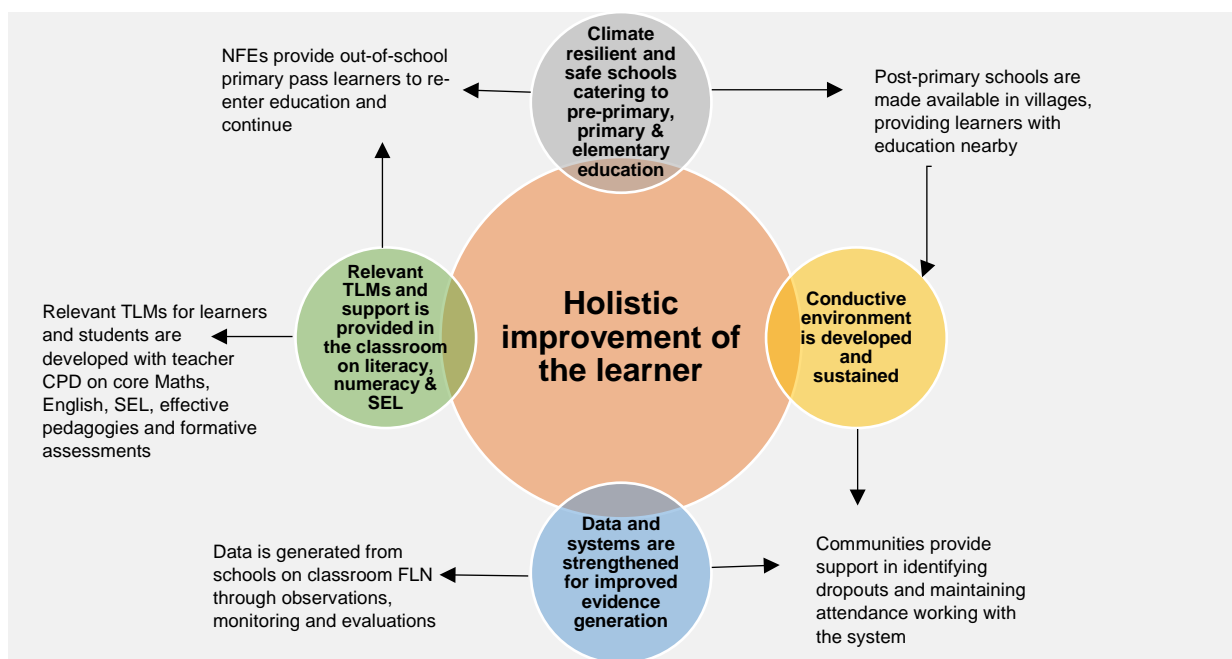 Climate
resilient and
safe schools
catering to
pre-primary,
primary &
elementary
education
NFEs provide out-of-school
primary pass learners to re-
enter education and
continue
Post-primary schools are
made available in villages,
providing learners with
education nearby
Relevant
TLMs and
support is
provided in
the classroom
on literacy,
numeracy &
SEL
Holistic
improvement of
the learner
Conductive
environment
is developed
and
sustained
Relevant TLMs for learners
and students are
developed with teacher
CPD on core Maths,
English, SEL, effective
pedagogies and formative
assessments
Data and
systems are
strengthened
for improved
evidence
generation
Data is generated from
schools on classroom FLN
through observations,
monitoring and evaluations
Communities provide
support in identifying
dropouts and maintaining
attendance working with
the system